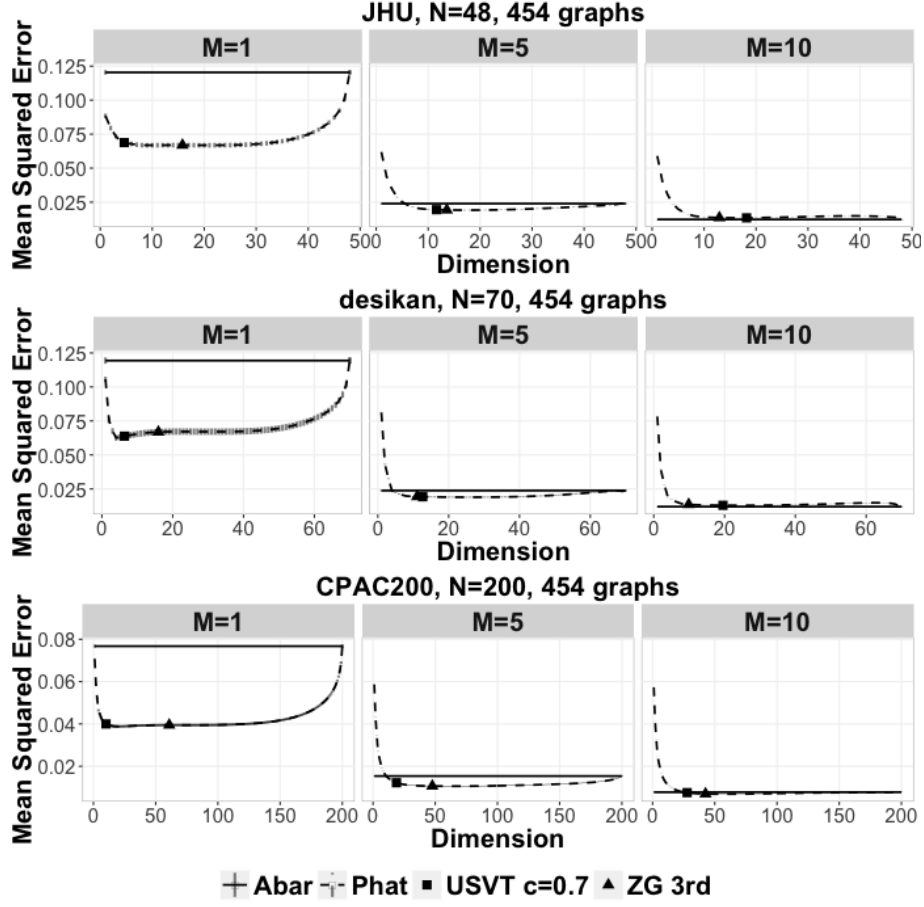 JHU, N=48, 454 graphs
M=1 M=5 M=10
Mean Squared Error
0.125
0.100
0.075
0.050
0.025
0 10 20 30 40 50 0 10 20 30 40 50 0 10 20 30 40 50
Dimension
desikan, N=70, 454 graphs
M=1 M=5 M=10
Mean Squared Error
0.125
0.100
0.075
0.050
0.025
0 20 40 60 0 20 40 60 0 20 40 60
Dimension
CPAC200, N=200, 454 graphs
M=1 M=5 M=10
Mean Squared Error
0.08
0.06
0.04
0.02
0 50 100 150 200 0 50 100 150 200 0 50 100 150 200
Dimension
Abar Phat USVT c=0.7 ZG 3rd